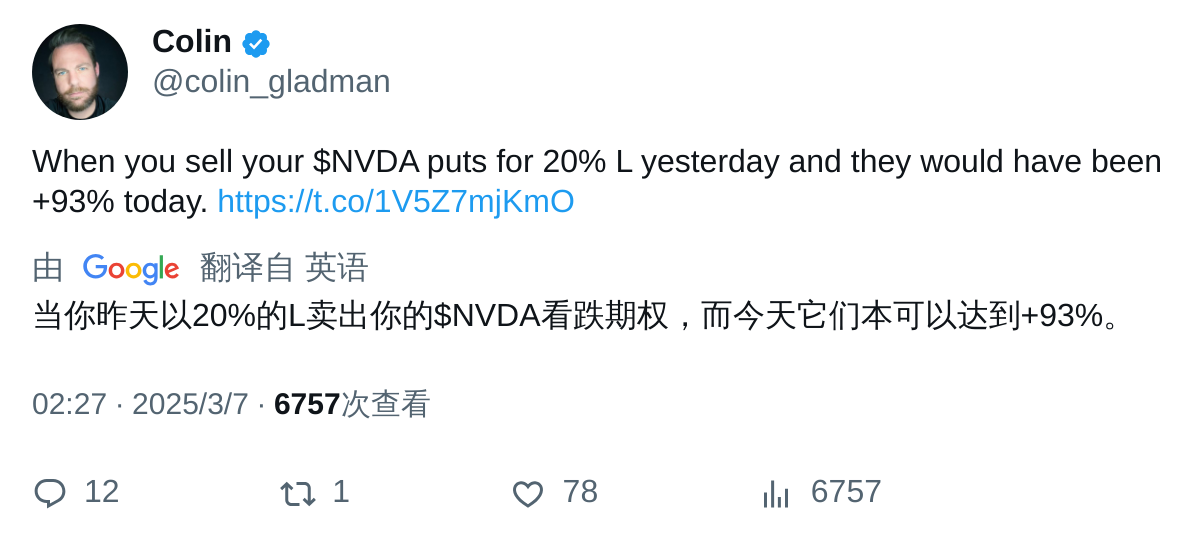 Colin
@colin_gladman
When you sell your $NVDA puts for 20% L yesterday and they would have been
+93% today. https://t.co/1V5Z7mjKmO
由 Google 翻译自 英语
当你昨天以20%的L卖出你的$NVDA看跌期权，而今天它们本可以达到+93%。
02:27 · 2025/3/7 · 6757次查看
12 1 78 6757